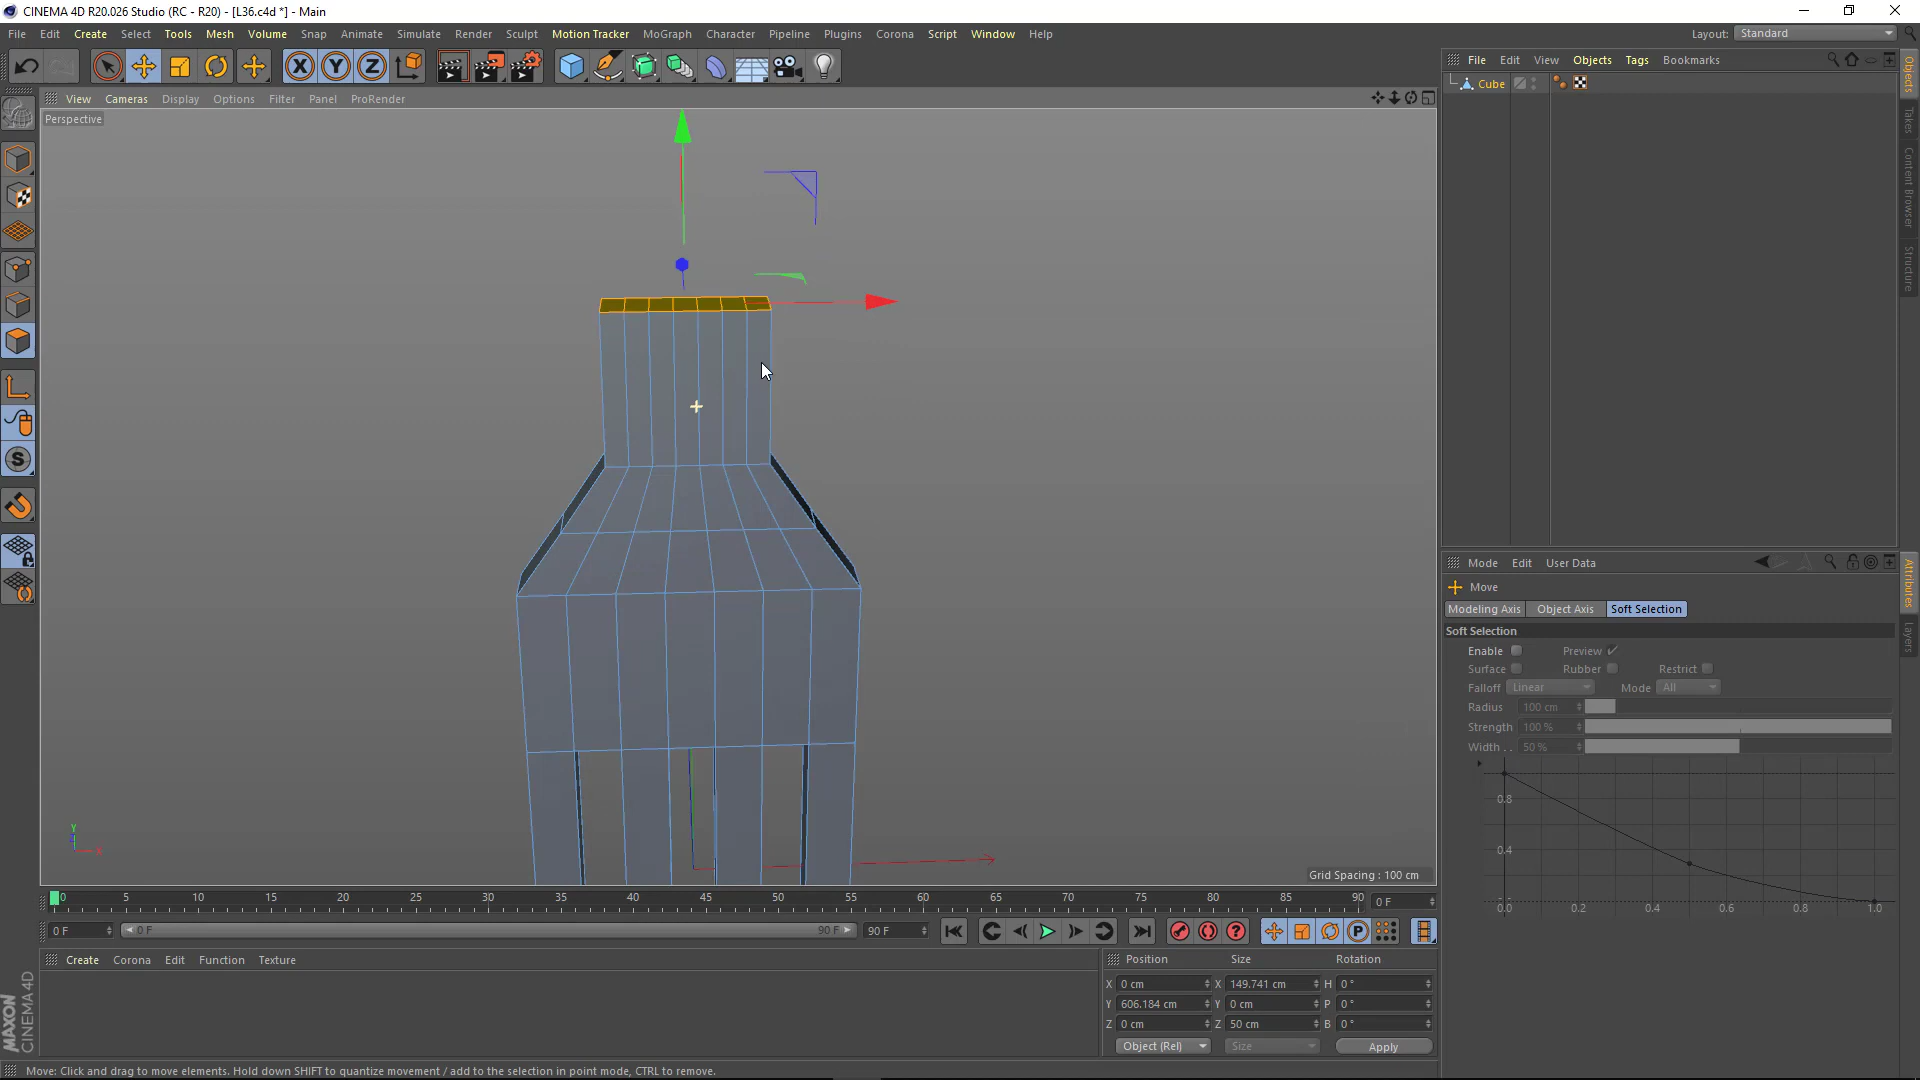 CINEMA 4D R20.026 Studio (RC - R20) - [L36.c4d *] - Main
File Edit Create Select Tools Mesh Volume Snap Animate Simulate Render Sculpt Motion Tracker MoGraph Character Pipeline Plugins Corona Script Window Help
Layout: Standard
X Y Z
View Cameras Display Options Filter Panel ProRender
File Edit View Objects Tags Bookmarks
Perspective
Cube
Objects
Takes
Content Browser
Structure
S
Mode Edit User Data
Move
Modeling Axis Object Axis Soft Selection
Soft Selection
Enable Preview
Surface Rubber Restrict
Falloff Linear Mode All
Radius 100 cm
Strength 100 %
Width . . 50 %
0.8
0.4
0.0 0.2 0.4 0.6 0.8 1.0
Attributes
Layers
Y
X
Z
Grid Spacing : 100 cm
0 5 10 15 20 25 30 35 40 45 50 55 60 65 70 75 80 85 90 0 F
0 F 0 F 90 F 90 F
P
Create Corona Edit Function Texture
Position Size Rotation
X 0 cm X 149.741 cm H 0 °
Y 606.184 cm Y 0 cm P 0 °
Z 0 cm Z 50 cm B 0 °
Object (Rel) Size Apply
MAXON
CINEMA 4D
Move: Click and drag to move elements. Hold down SHIFT to quantize movement / add to the selection in point mode, CTRL to remove.